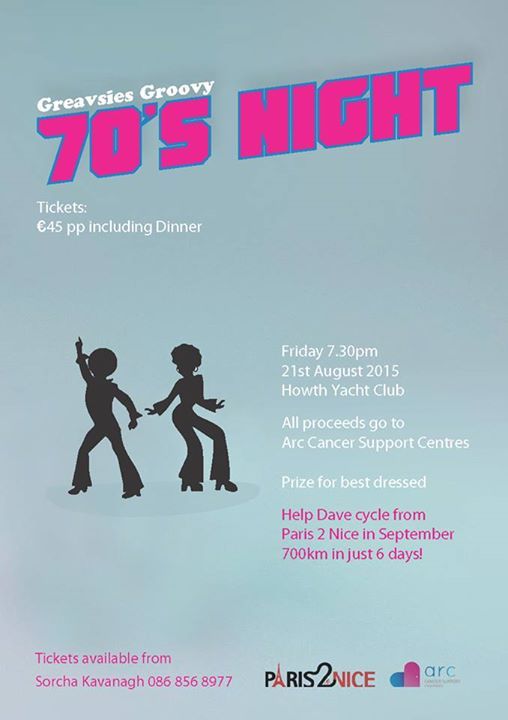 Greavsies Groovy
70'S NIGHT
Tickets:
€45 pp including Dinner
Friday 7.30pm
21st August 2015
Howth Yacht Club
All proceeds go to
Arc Cancer Support Centres
Prize for best dressed
Help Dave cycle from
Paris 2 Nice in September
700km in just 6 days!
Tickets available from
Sorcha Kavanagh 086 856 8977
PARIS2NICE
arc
CANCER SUPPORT